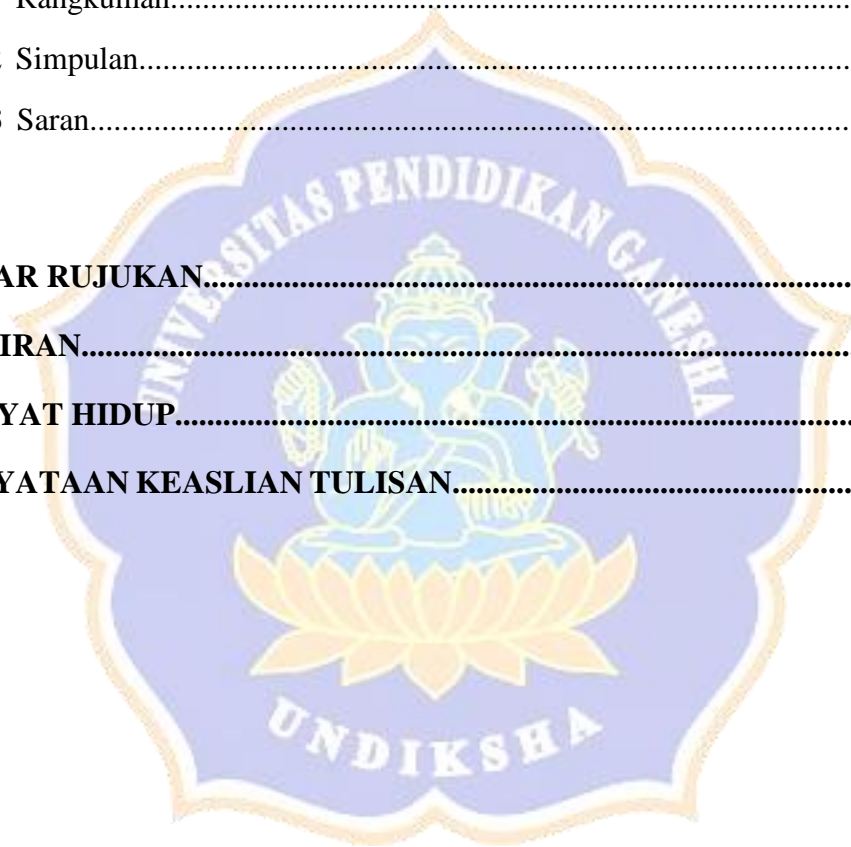 Rangkuman.....................................................................................
2 Simpulan.........................................................................................
3 Saran...............................................................................................
UNIVERSITAS PENDIDIKAN GANESHA
AR RUJUKAN.................................................................................
IRAN................................................................................................
YAT HIDUP.....................................................................................
YATAAN KEASLIAN TULISAN..................................................
UNDIKSHA